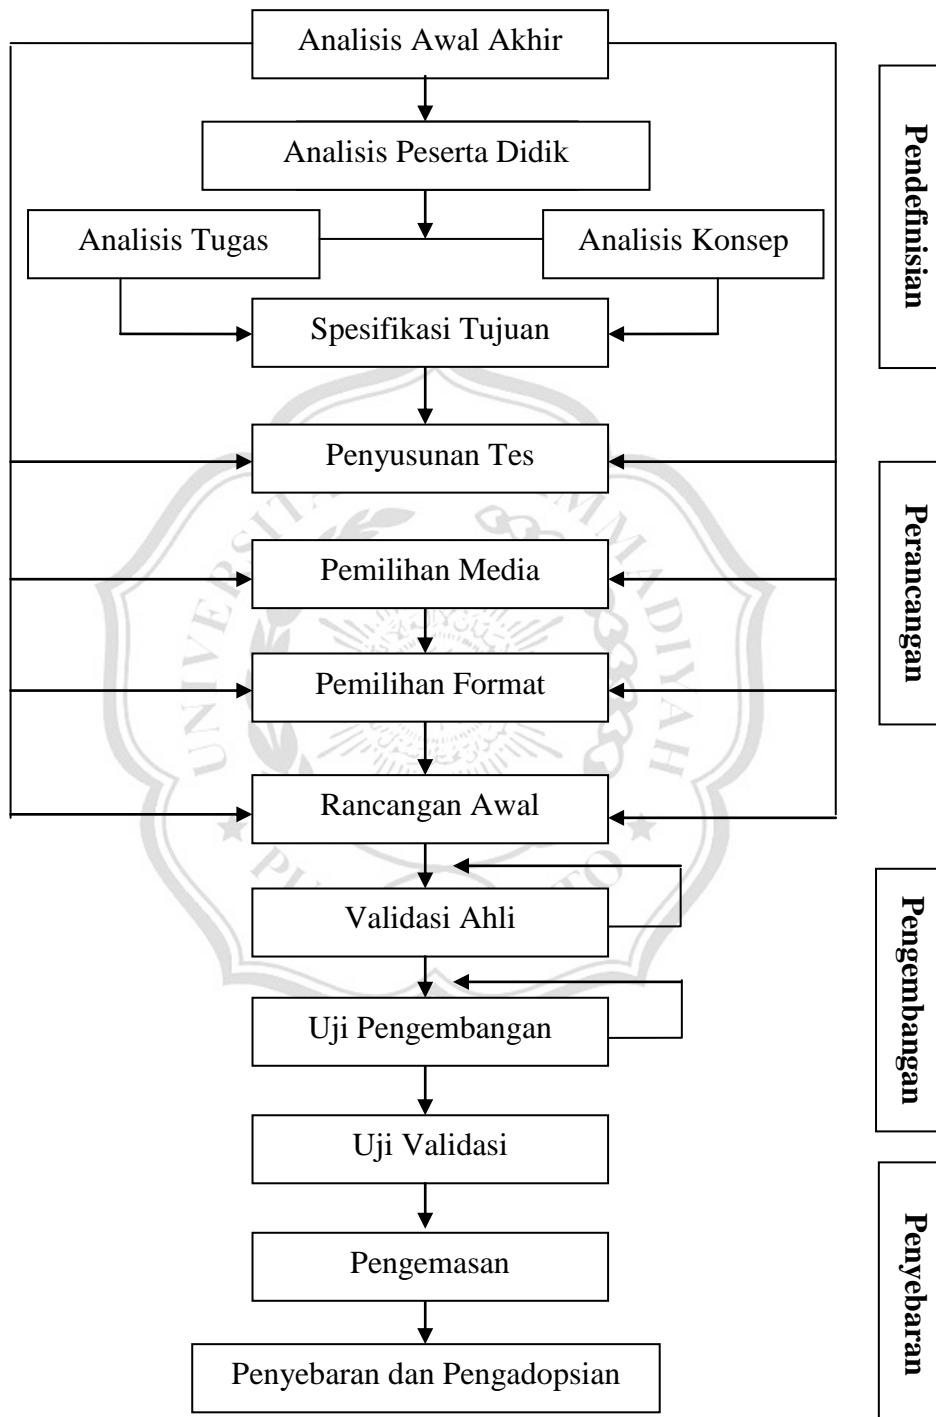 Analisis Awal Akhir
Analisis Peserta Didik
Analisis Tugas
Analisis Konsep
Spesifikasi Tujuan
Pendefinisian
Penyusunan Tes
Pemilihan Media
Pemilihan Format
Rancangan Awal
Perancangan
Validasi Ahli
Uji Pengembangan
Pengembangan
Uji Validasi
Pengemasan
Penyebaran dan Pengadopsian
Penyebaran